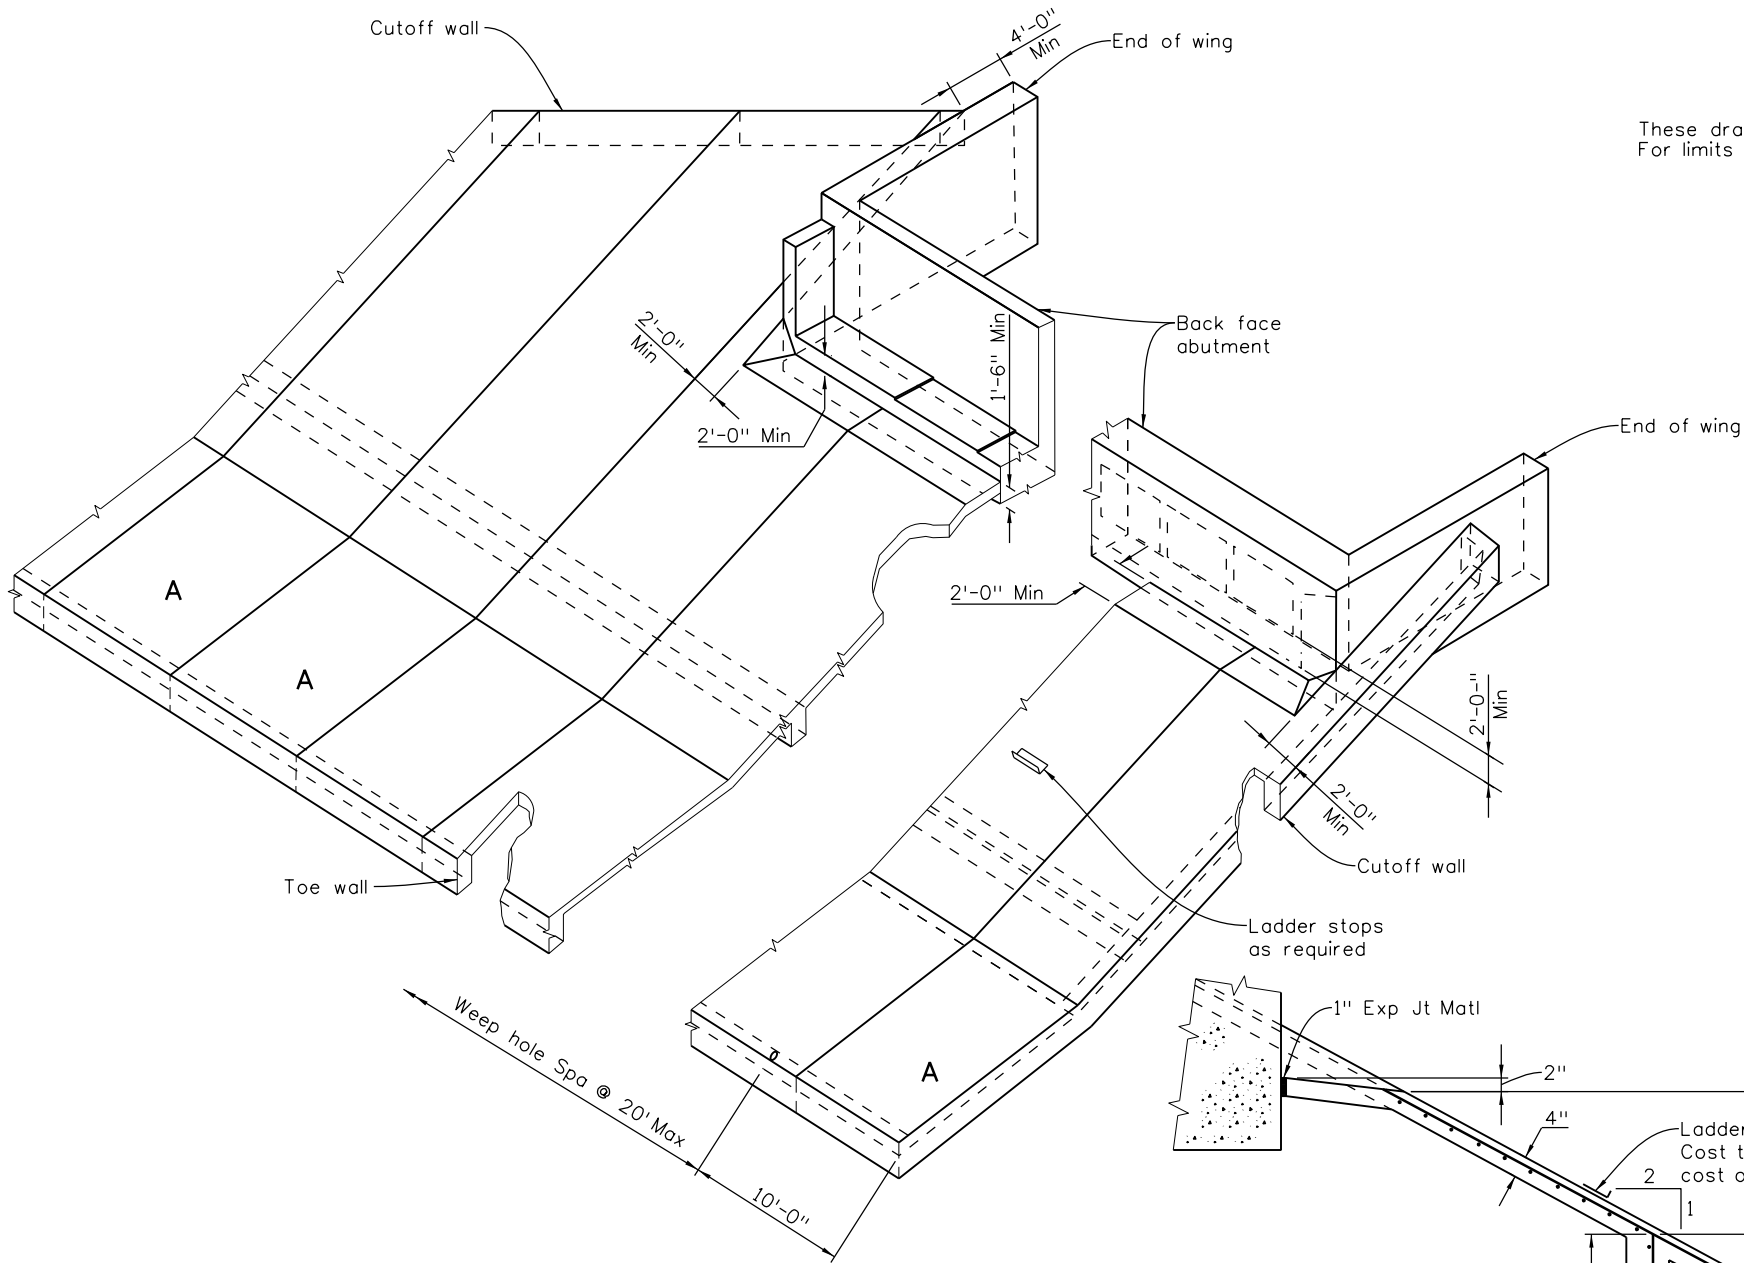 Cutoff wall
4'-0"
Min
End of wing
These dra
For limits
2'-0"
Min
1'-6" Min
Back face
abutment
2'-0" Min
End of wing
A
2'-0" Min
A
2'-0-"
Min
2'-0"
Min
Toe wall
Cutoff wall
Ladder stops
as required
Weep hole Spa @ 20' Max
1" Exp Jt Matl
A
2"
4"
Ladder
Cost t
cost o
2
1
10'-0"